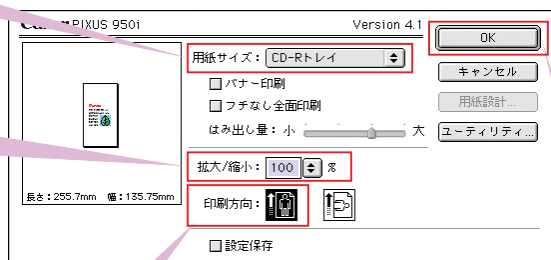 Canon PIXUS 950i
Version 4.1
用紙サイズ： CD-Rトレイ
バナー印刷
フチなし全面印刷
はみ出し量： 小 大
拡大/縮小： 100 %
印刷方向：
設定保存
長さ：255.7mm 幅：135.75mm
OK
キャンセル
用紙設計...
ユーティリティ...